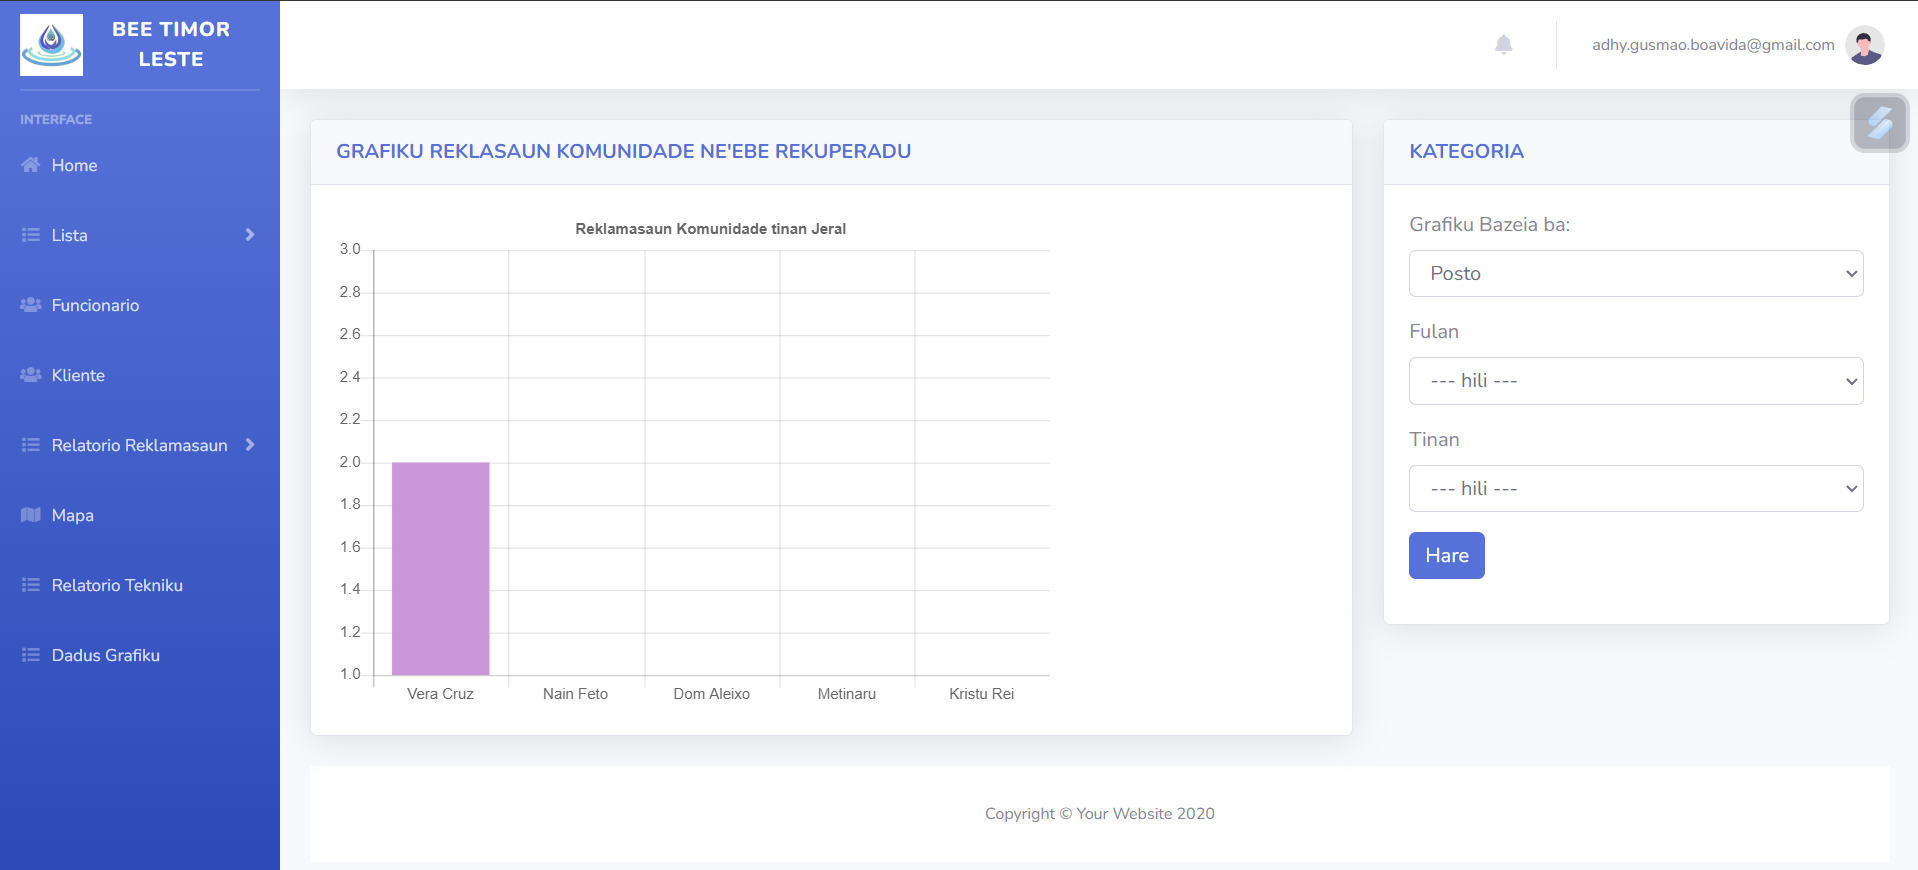 BEE TIMOR
LESTE
adhy.gusmao.boavida@gmail.com
INTERFACE
Home
Lista
Funcionario
Kliente
Relatorio Reklamasaun
Mapa
Relatorio Tekniku
Dadus Grafiku
GRAFIKU REKLASAUN KOMUNIDADE NE'EBE REKUPERADU
Reklamasaun Komunidade tinan Jeral
3.0
2.8
2.6
2.4
2.2
2.0
1.8
1.6
1.4
1.2
1.0
Vera Cruz Nain Feto Dom Aleixo Metinaru Kristu Rei
KATEGORIA
Grafiku Bazeia ba:
Posto
Fulan
--- hili ---
Tinan
--- hili ---
Hare
Copyright © Your Website 2020